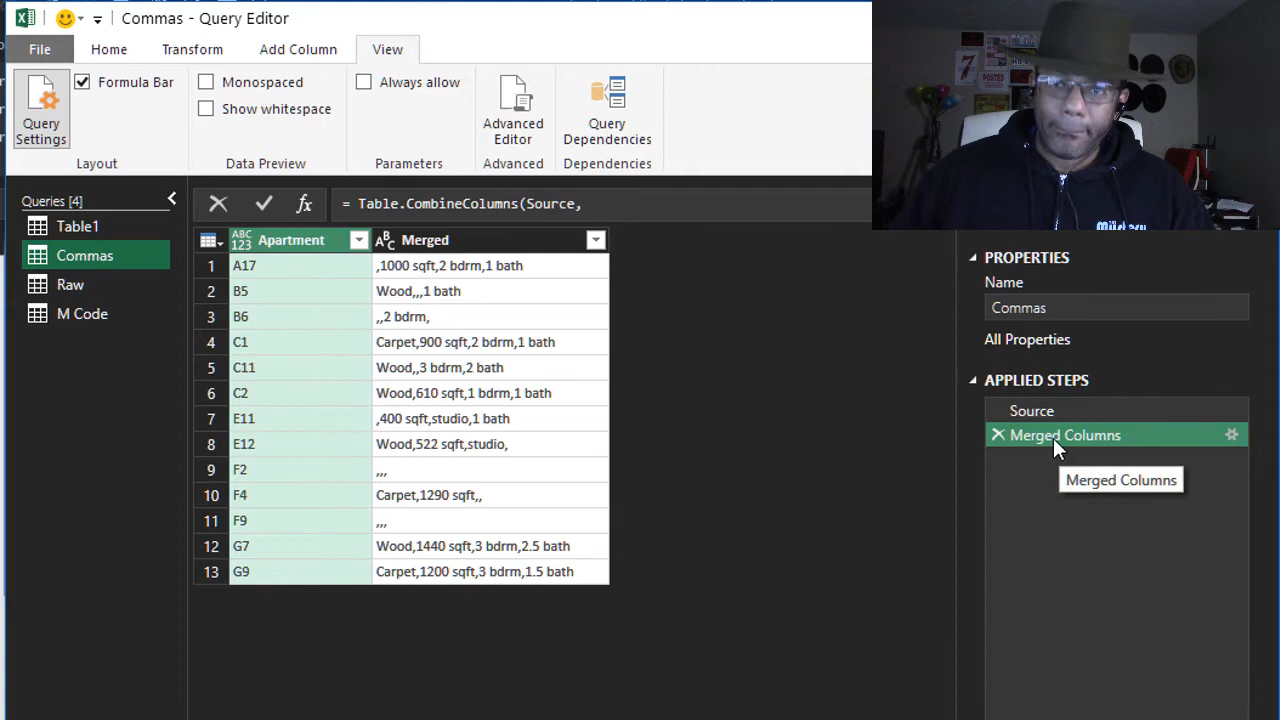 Commas - Query Editor
File Home Transform Add Column View
Formula Bar Monospaced Always allow
Show whitespace
Query Settings Advanced Editor Query Dependencies
Layout Data Preview Parameters Advanced Dependencies
Queries [4]
Table1
Commas
Raw
M Code
= Table.CombineColumns(Source,
ABC 123 Apartment ABC Merged
1 A17 ,1000 sqft,2 bdrm,1 bath
2 B5 Wood,,,1 bath
3 B6 ,,2 bdrm,
4 C1 Carpet,900 sqft,2 bdrm,1 bath
5 C11 Wood,,3 bdrm,2 bath
6 C2 Wood,610 sqft,1 bdrm,1 bath
7 E11 ,400 sqft,studio,1 bath
8 E12 Wood,522 sqft,studio,
9 F2 ,,,
10 F4 Carpet,1290 sqft,,
11 F9 ,,,
12 G7 Wood,1440 sqft,3 bdrm,2.5 bath
13 G9 Carpet,1200 sqft,3 bdrm,1.5 bath
PROPERTIES
Name
Commas
All Properties
APPLIED STEPS
Source
Merged Columns
Merged Columns
7
POSTED